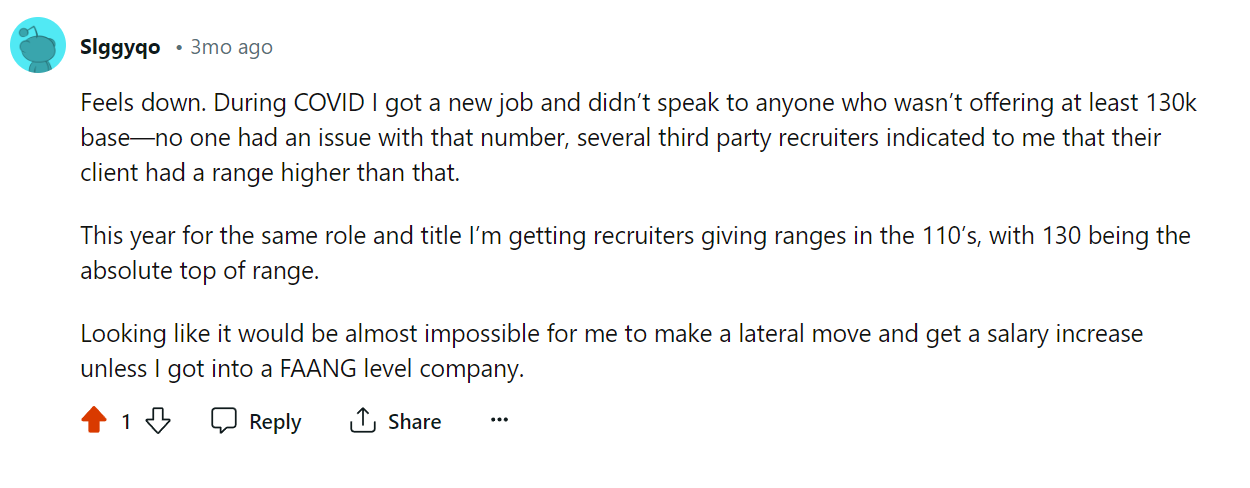 Slggyqo • 3mo ago
Feels down. During COVID I got a new job and didn’t speak to anyone who wasn’t offering at least 130k
base—no one had an issue with that number, several third party recruiters indicated to me that their
client had a range higher than that.
This year for the same role and title I’m getting recruiters giving ranges in the 110’s, with 130 being the
absolute top of range.
Looking like it would be almost impossible for me to make a lateral move and get a salary increase
unless I got into a FAANG level company.
1 Reply Share ···